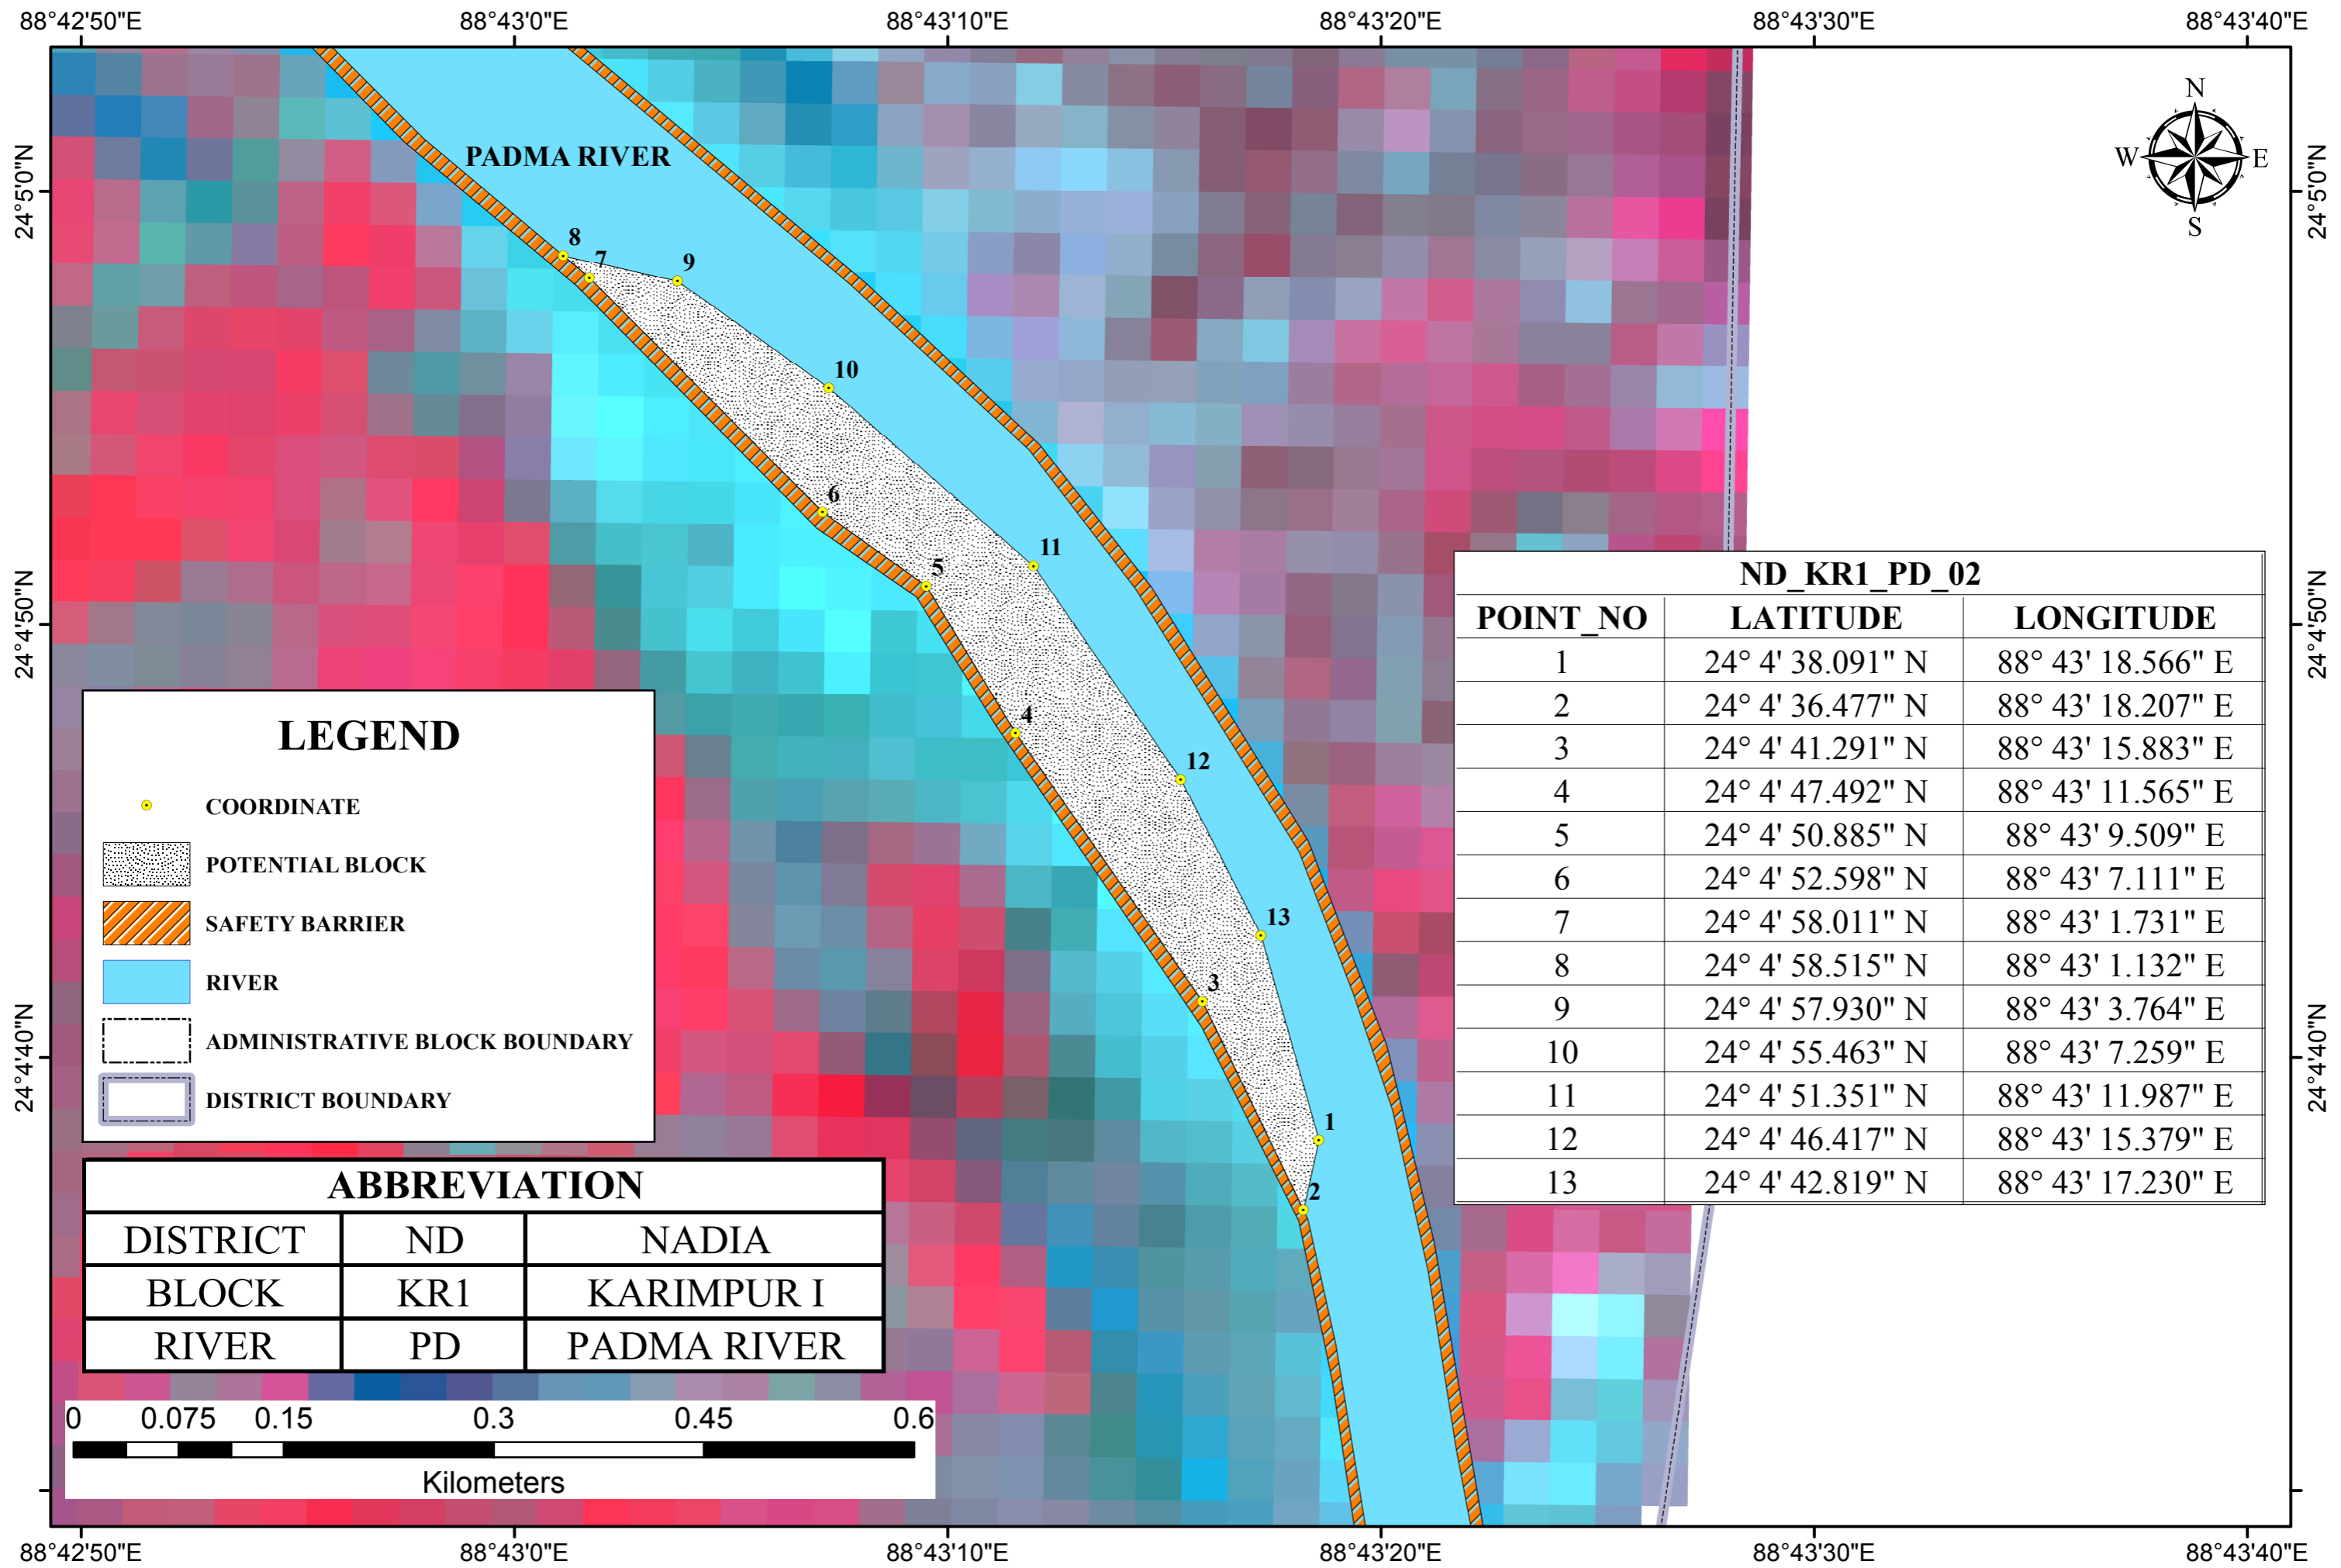 88°42'50"E 88°43'0"E 88°43'10"E 88°43'20"E 88°43'30"E 88°43'40"E
N
W E
S
24°5'0"N 24°5'0"N
PADMA RIVER
8
7
9
10
6
11
5
4
12
13
3
1
2
24°4'50"N 24°4'50"N
24°4'40"N 24°4'40"N
ND_KR1_PD_02
POINT_NO LATITUDE LONGITUDE
1 24° 4' 38.091" N 88° 43' 18.566" E
2 24° 4' 36.477" N 88° 43' 18.207" E
3 24° 4' 41.291" N 88° 43' 15.883" E
4 24° 4' 47.492" N 88° 43' 11.565" E
5 24° 4' 50.885" N 88° 43' 9.509" E
6 24° 4' 52.598" N 88° 43' 7.111" E
7 24° 4' 58.011" N 88° 43' 1.731" E
8 24° 4' 58.515" N 88° 43' 1.132" E
9 24° 4' 57.930" N 88° 43' 3.764" E
10 24° 4' 55.463" N 88° 43' 7.259" E
11 24° 4' 51.351" N 88° 43' 11.987" E
12 24° 4' 46.417" N 88° 43' 15.379" E
13 24° 4' 42.819" N 88° 43' 17.230" E
LEGEND
COORDINATE
POTENTIAL BLOCK
SAFETY BARRIER
RIVER
ADMINISTRATIVE BLOCK BOUNDARY
DISTRICT BOUNDARY
ABBREVIATION
DISTRICT ND NADIA
BLOCK KR1 KARIMPUR I
RIVER PD PADMA RIVER
0 0.075 0.15 0.3 0.45 0.6
Kilometers
88°42'50"E 88°43'0"E 88°43'10"E 88°43'20"E 88°43'30"E 88°43'40"E